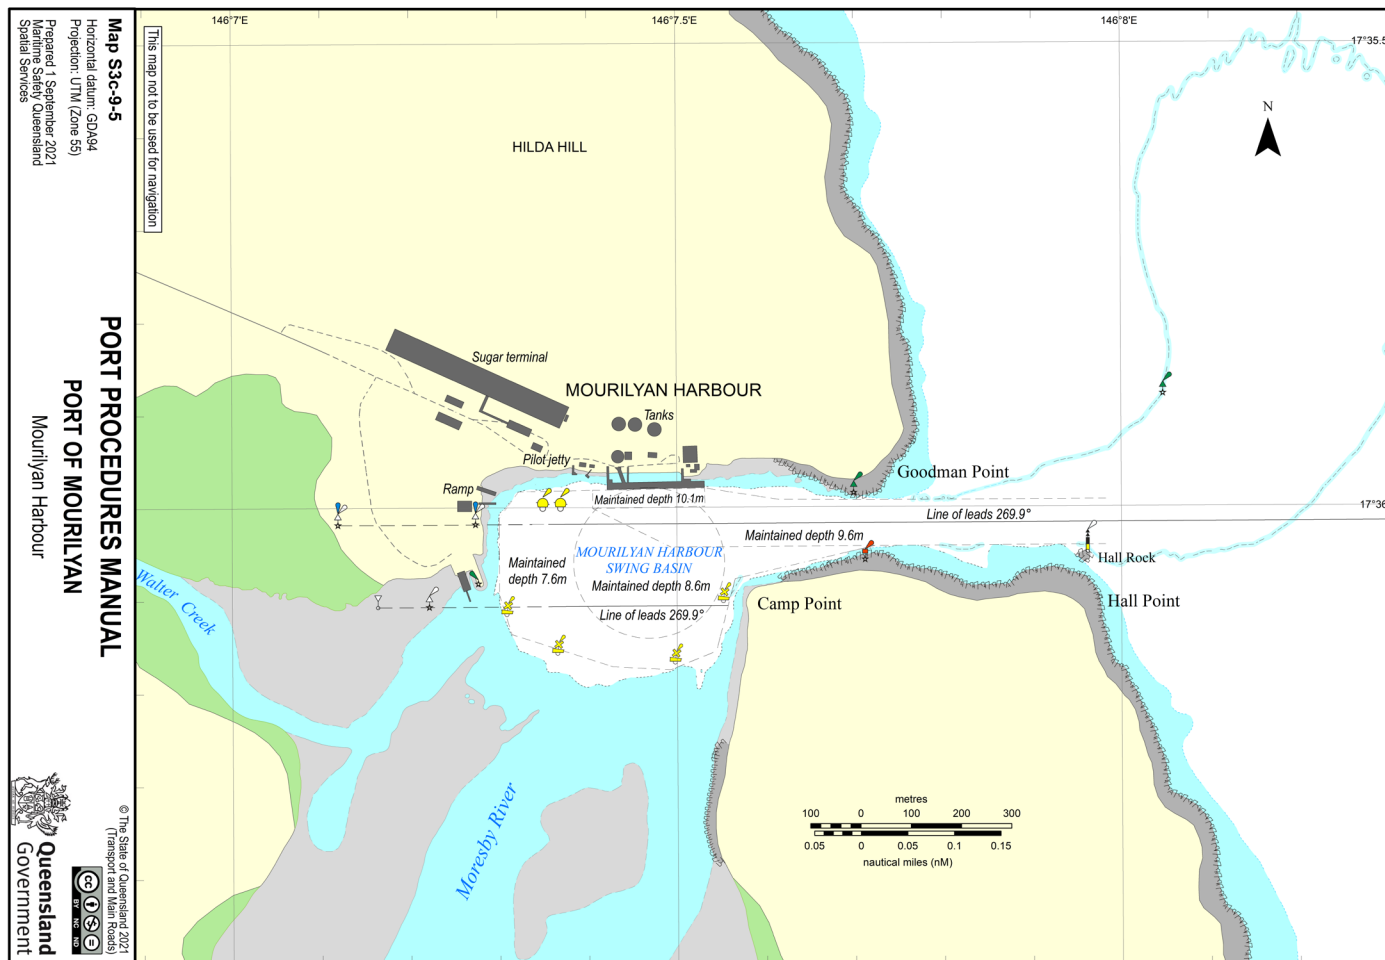 Map S3c-9-5
Horizontal datum: GDA94
Projection: UTM (Zone 55)
Prepared 1 September 2021
Maritime Safety Queensland
Spatial Services
PORT PROCEDURES MANUAL
PORT OF MOURILYAN
Mourilyan Harbour
© The State of Queensland 2021
(Transport and Main Roads)
cc
BY NC ND
Queensland
Government
This map not to be used for navigation
146°7'E
146°7.5'E
146°8'E
17°35.5
N
HILDA HILL
Sugar terminal
MOURILYAN HARBOUR
Tanks
Pilot jetty
Goodman Point
Ramp
Maintained depth 10.1m
17°36
Line of leads 269.9°
Maintained depth 9.6m
MOURILYAN HARBOUR
SWING BASIN
Hall Rock
Maintained
depth 7.6m
Maintained depth 8.6m
Walter Creek
Camp Point
Hall Point
Line of leads 269.9°
Moresby River
metres
100 0 100 200 300
0.05 0 0.05 0.1 0.15
nautical miles (nM)